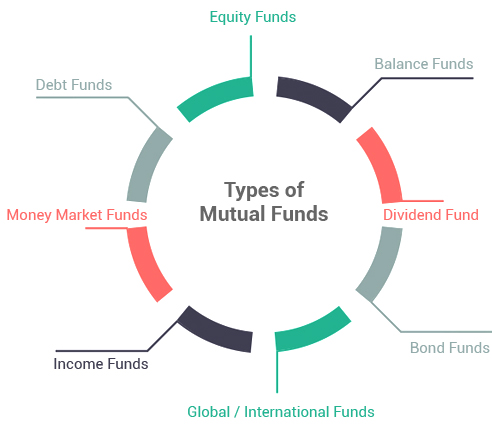 Equity Funds
Balance Funds
Debt Funds
Types of
Mutual Funds
Money Market Funds
Dividend Fund
Bond Funds
Income Funds
Global / International Funds